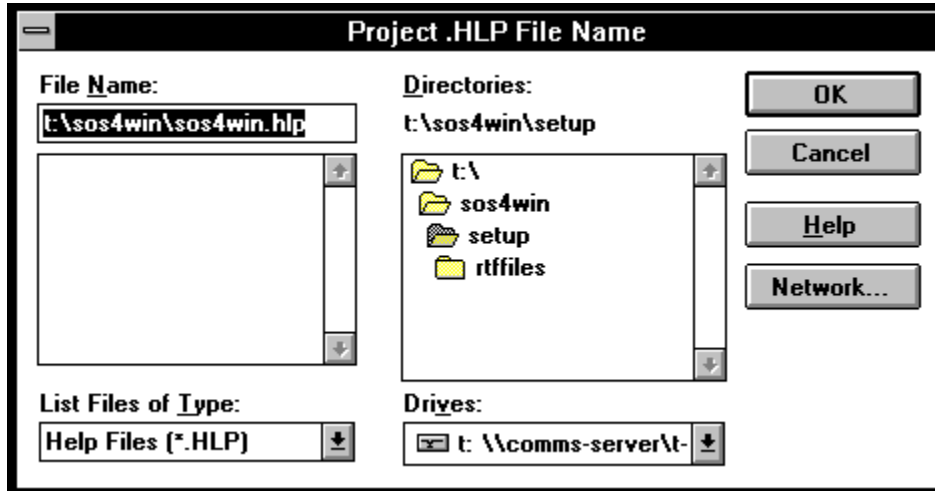 Project .HLP File Name
File Name:
t:\sos4win\sos4win.hlp
Directories:
t:\sos4win\setup
t:\
sos4win
setup
rtffiles
OK
Cancel
Help
Network...
List Files of Type:
Help Files (*.HLP)
Drives:
t: \\comms-server\t-